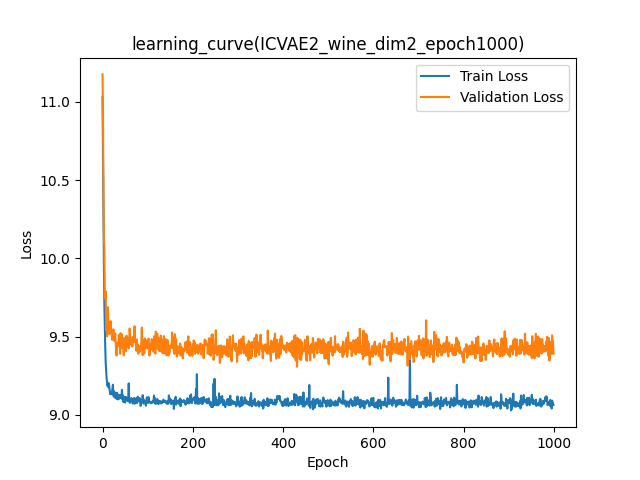 learning_curve(ICVAE2_wine_dim2_epoch1000)
Train Loss
Validation Loss
11.0
10.5
10.0
9.5
9.0
Loss
0 200 400 600 800 1000
Epoch